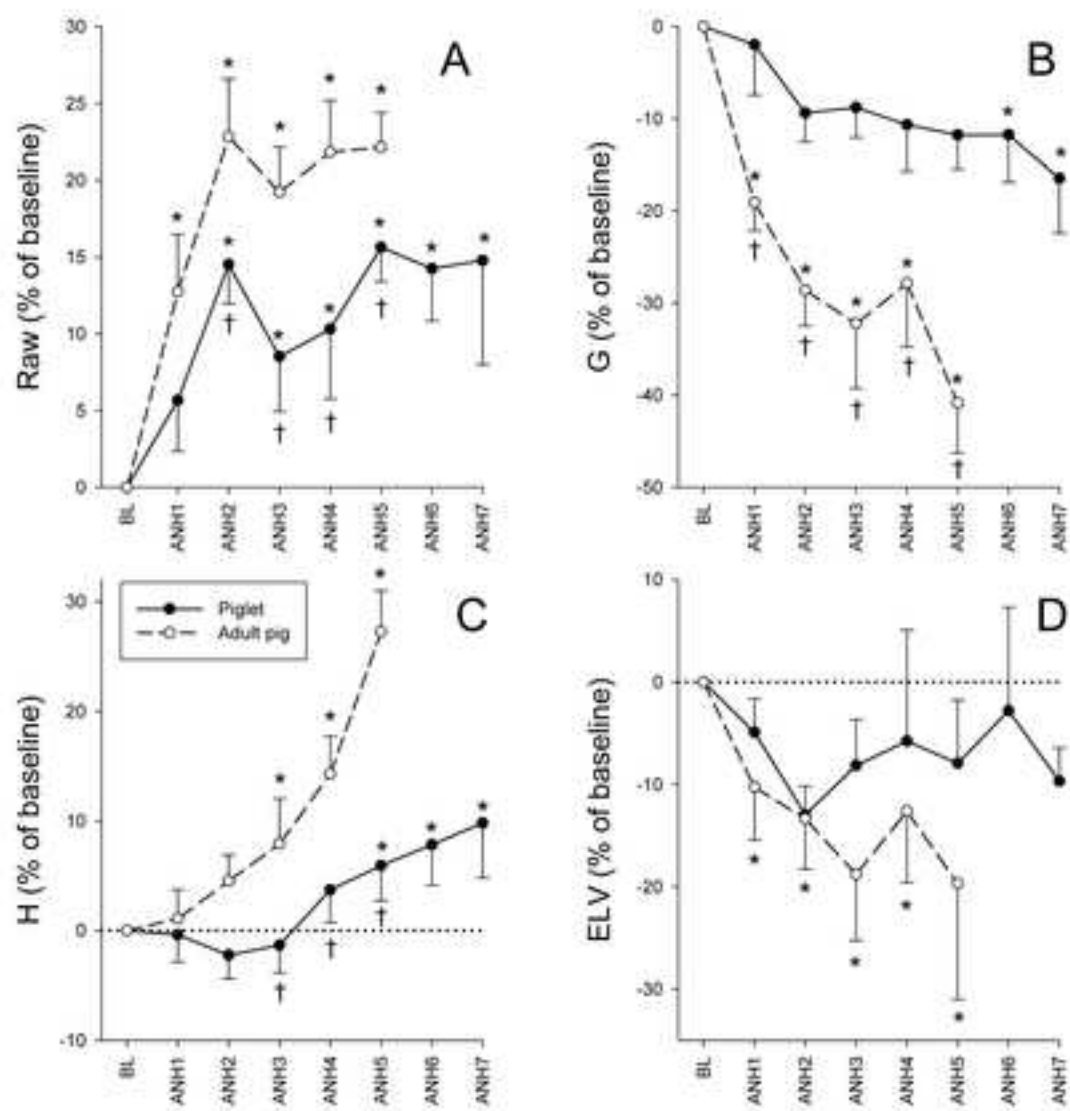 A
Raw (% of baseline)
30
25
20
15
10
5
0
* * * * *
* * * * * *
† † † †
BL ANH1 ANH2 ANH3 ANH4 ANH5 ANH6 ANH7
B
G (% of baseline)
0
-10
-20
-30
-40
-50
* *
* * * * *
† † † † †
BL ANH1 ANH2 ANH3 ANH4 ANH5 ANH6 ANH7
C
Piglet
Adult pig
H (% of baseline)
30
20
10
0
-10
* * *
* * *
† † †
BL ANH1 ANH2 ANH3 ANH4 ANH5 ANH6 ANH7
D
ELV (% of baseline)
10
0
-10
-20
-30
* * * * *
BL ANH1 ANH2 ANH3 ANH4 ANH5 ANH6 ANH7